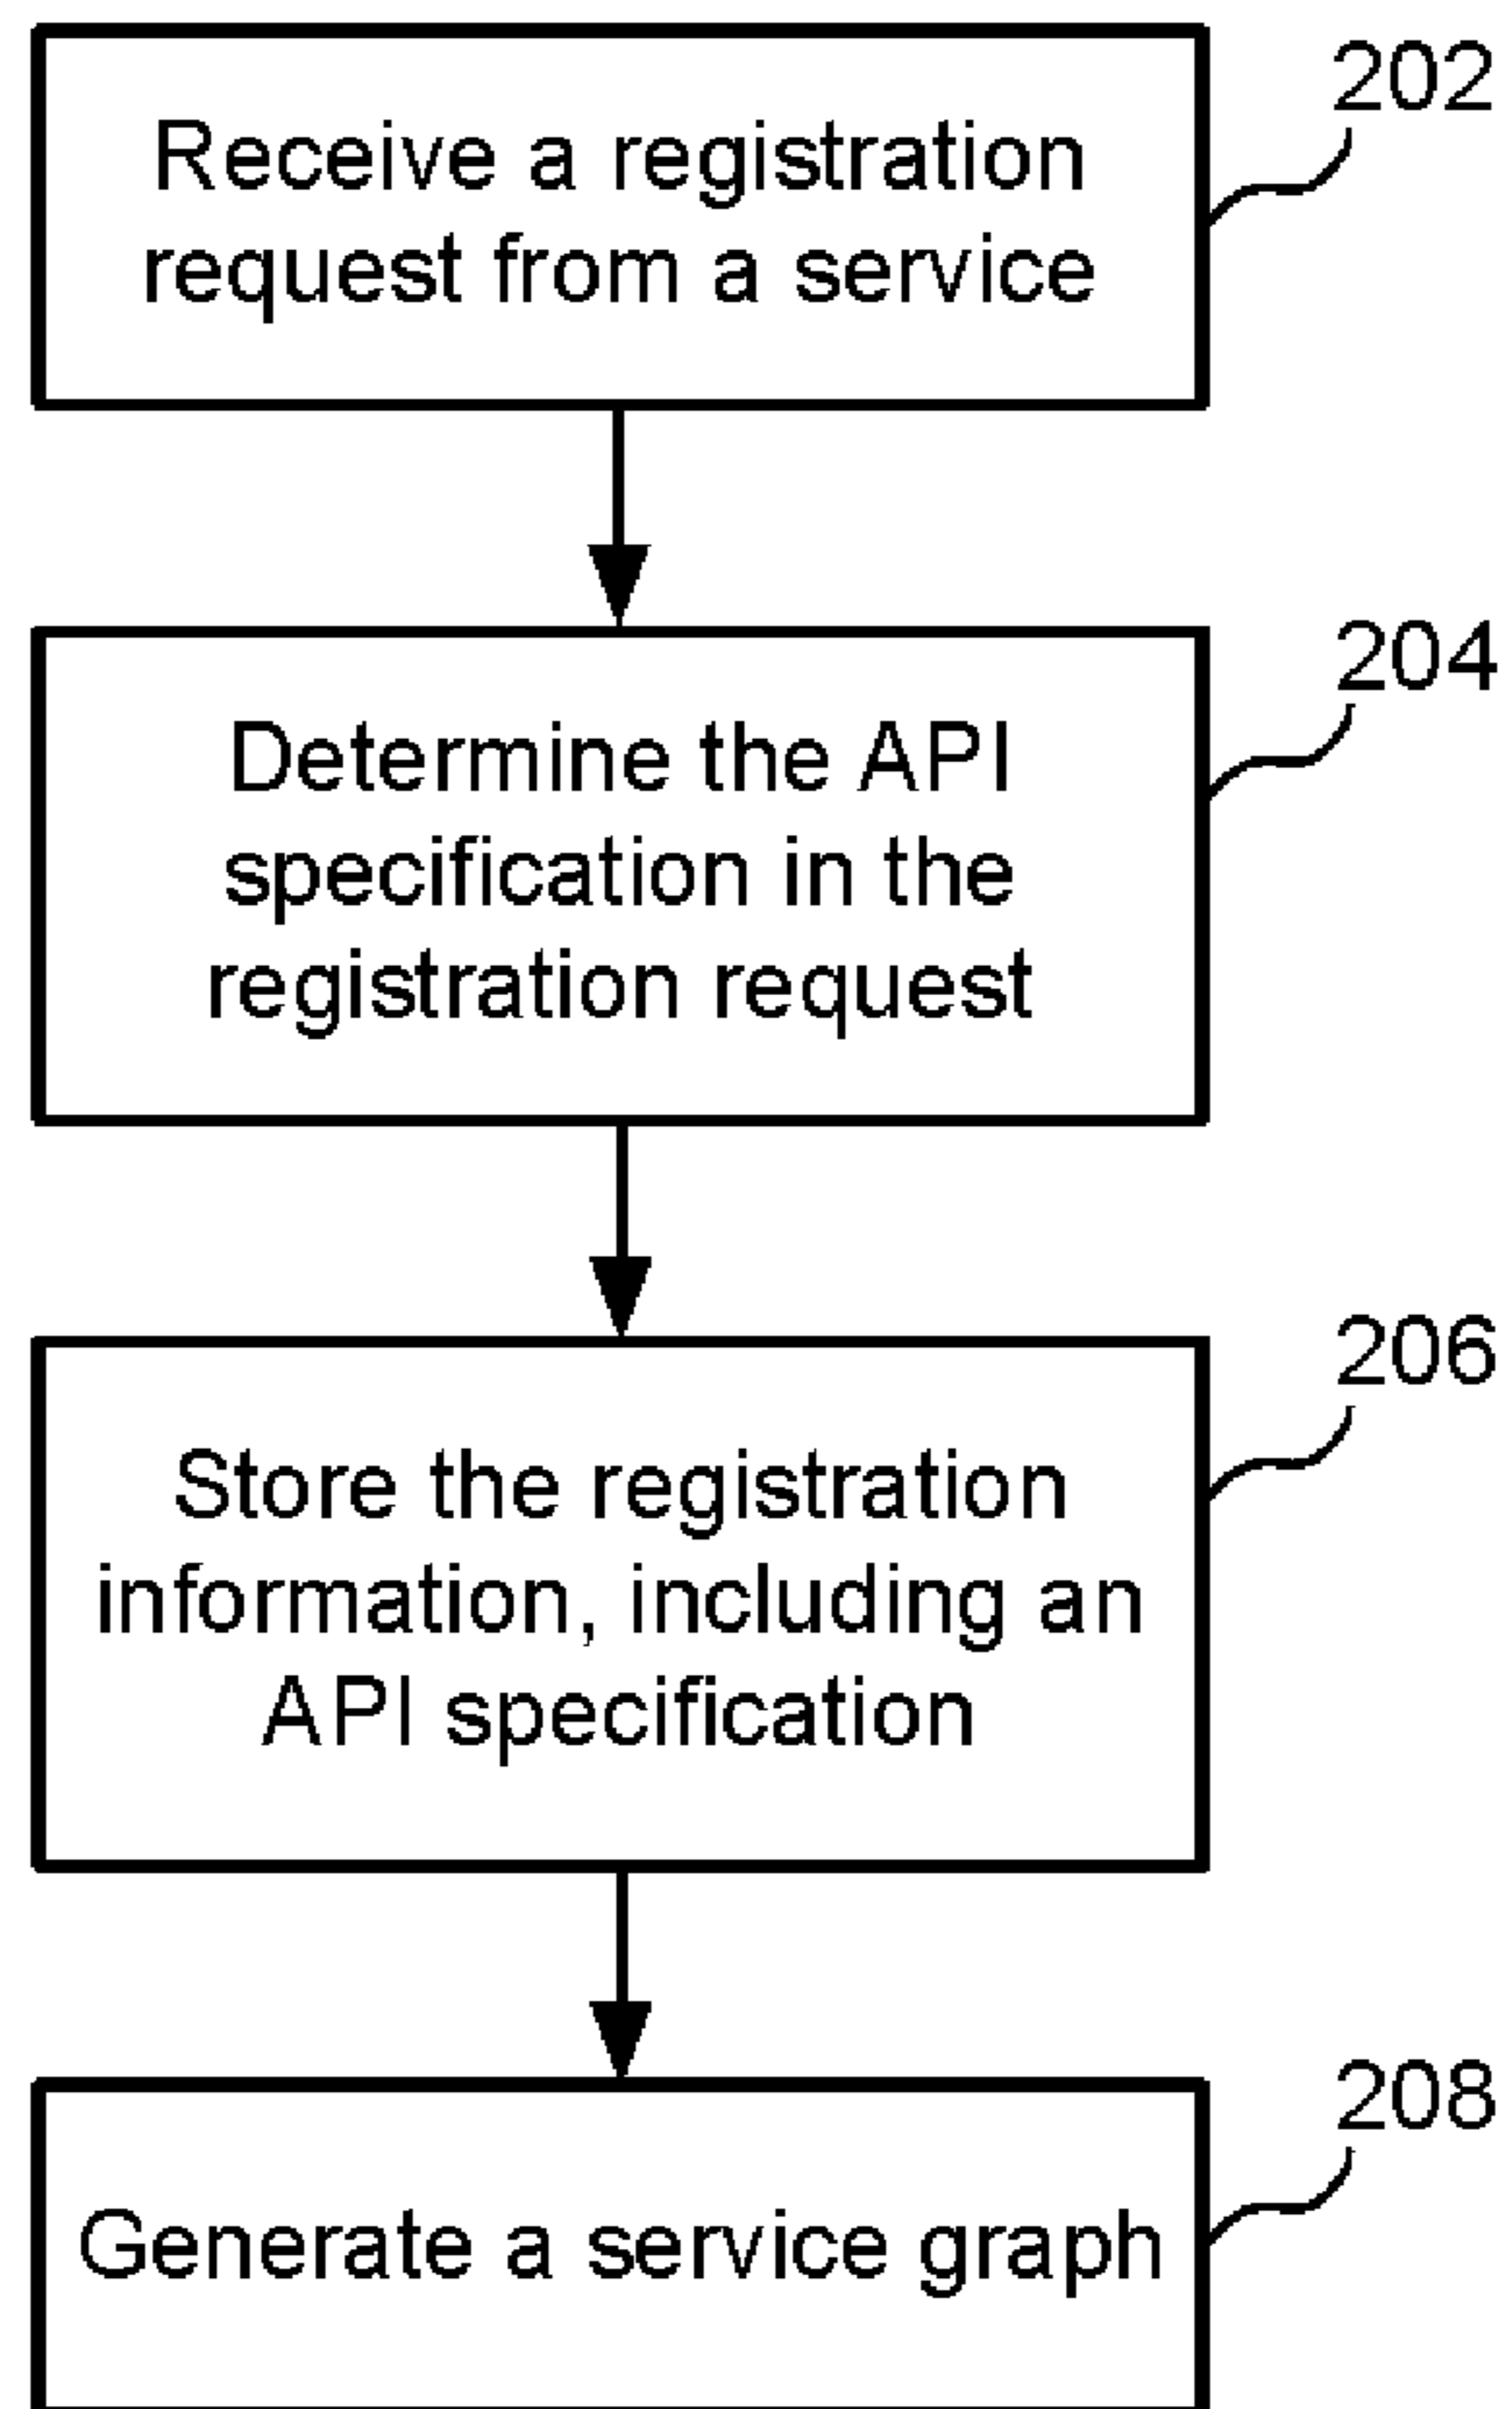 202
Receive a registration
request from a service
204
Determine the API
specification in the
registration request
206
Store the registration
information, including an
API specification
208
Generate a service graph